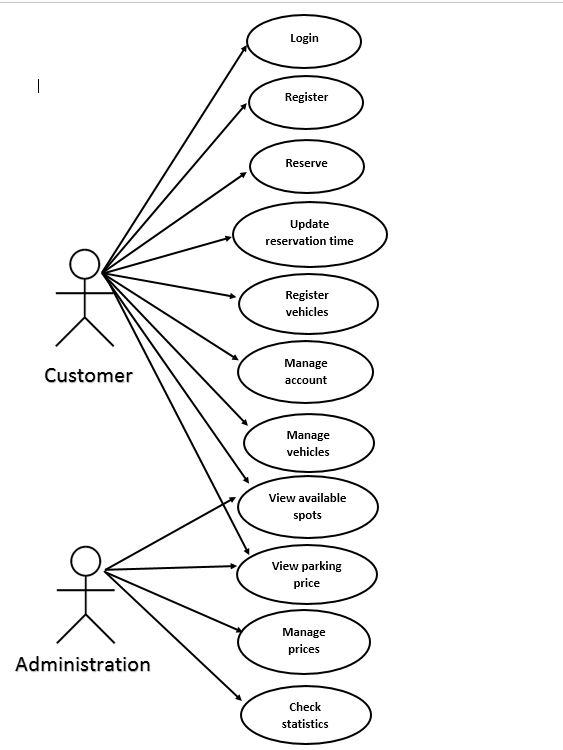 Login
Register
Reserve
Update
reservation time
Register
vehicles
Customer
Manage
account
Manage
vehicles
View available
spots
View parking
price
Administration
Manage
prices
Check
statistics